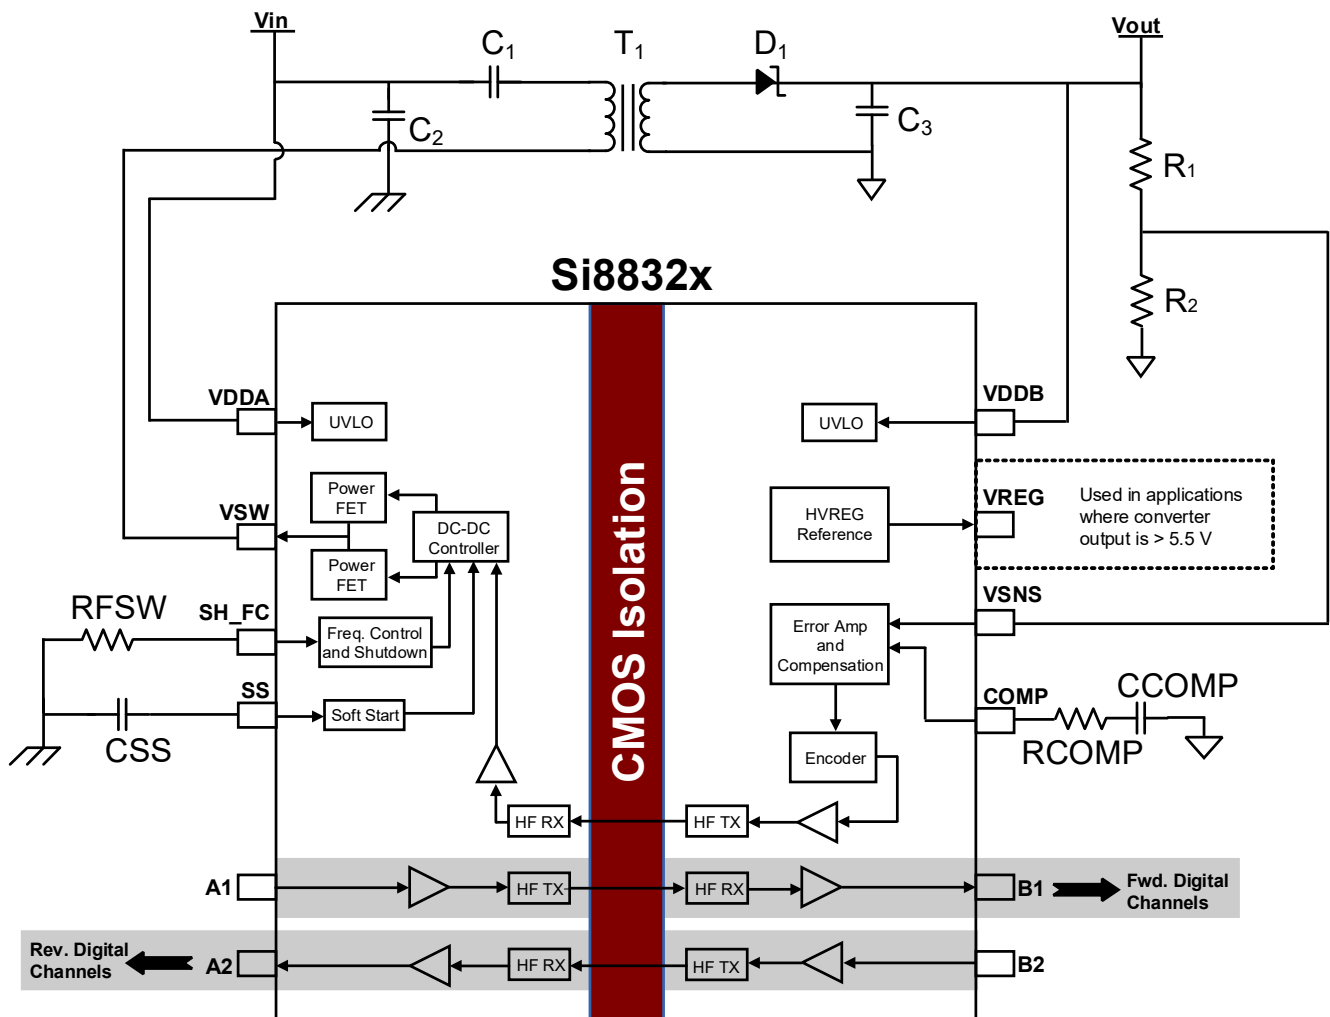 Vin
C1
T1
D1
Vout
C2
C3
R1
R2
Si8832x
VDDA
UVLO
UVLO
VDDB
Power
FET
VSW
DC-DC
Controller
Power
FET
HVREG
Reference
VREG
Used in applications
where converter
output is > 5.5 V
CMOS Isolation
RFSW
SH_FC
Freq. Control
and Shutdown
Error Amp
and
Compensation
VSNS
SS
Soft Start
CSS
COMP
CCOMP
RCOMP
Encoder
HF RX
HF TX
A1
HF TX
HF RX
B1
Fwd. Digital
Channels
Rev. Digital
Channels
A2
HF RX
HF TX
B2